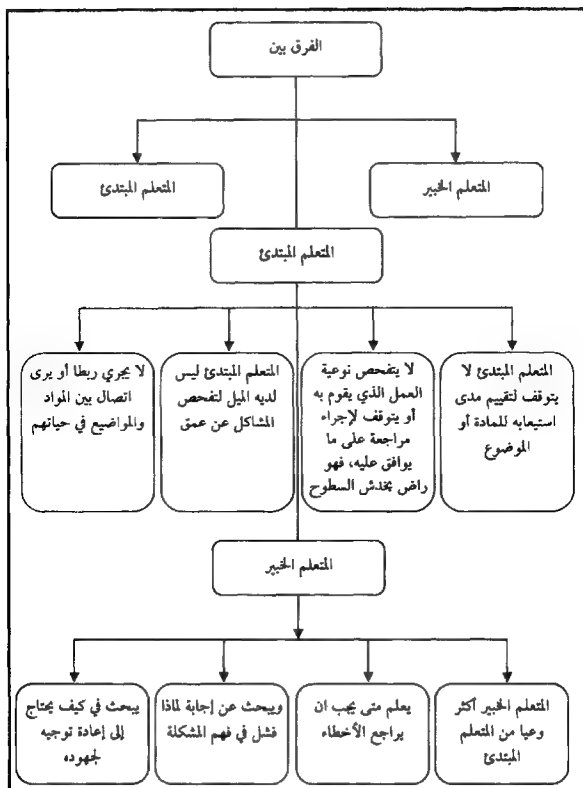 الفرق بين
المتعلم الخبير
المتعلم المبتدئ
المتعلم المبتدئ
المتعلم المبتدئ لا
يتوقف لتقييم مدى
استيعابه للمادة أو
الموضوع
لا يتفحص نوعية
العمل الذي يقوم به
أو يتوقف لإجراء
مراجعة على ما
يوافق عليه، فهو
راض بخدش السطوح
المتعلم المبتدئ ليس
لديه الميل لتفحص
المشاكل عن عمق
لا يجري ربطا أو يرى
اتصال بين المواد
والمواضيع في حياتهم
المتعلم الخبير
المتعلم الخبير أكثر
وعيا من المتعلم
المبتدئ
يعلم متى يجب ان
يراجع الأخطاء
ويبحث عن إجابة لماذا
فشل في فهم المشكلة
يبحث في كيف يحتاج
إلى إعادة توجيه
لجهوده